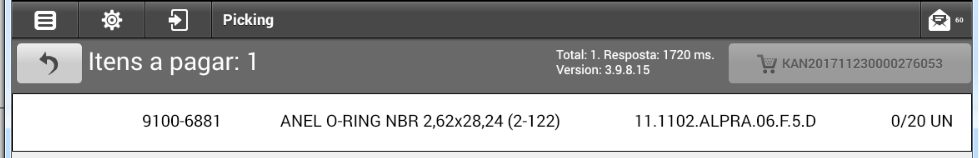 Picking
60
Itens a pagar: 1
Total: 1. Resposta: 1720 ms.
Version: 3.9.8.15
KAN201711230000276053
9100-6881 ANEL O-RING NBR 2,62x28,24 (2-122) 11.1102.ALPRA.06.F.5.D 0/20 UN